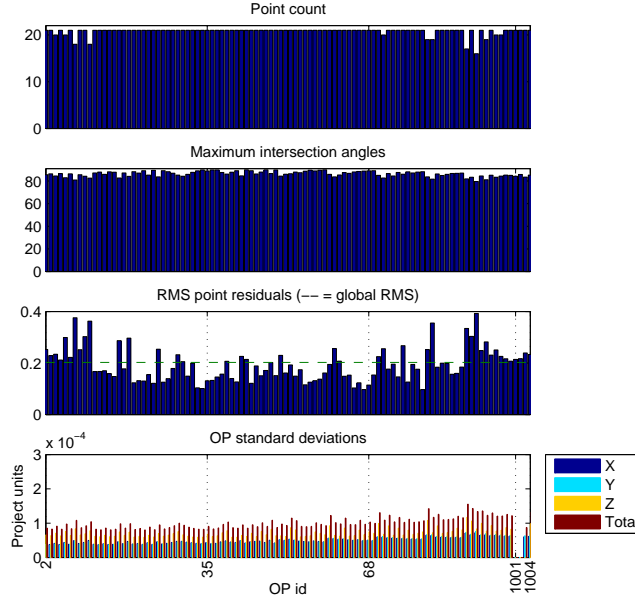 Point count
20
10
0
Maximum intersection angles
80
60
40
20
0
RMS point residuals (−− = global RMS)
0.4
0.2
0
x 10⁻⁴
OP standard deviations
3
2
1
0
Project units
2
35
68
1001
1004
OP id
X
Y
Z
Total